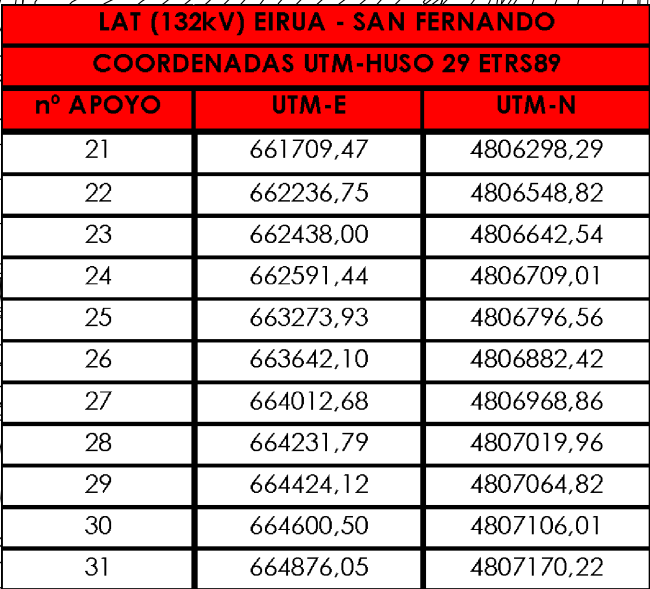 LAT (132kV) EIRUA - SAN FERNANDO
COORDENADAS UTM-HUSO 29 ETRS89
nº APOYO UTM-E UTM-N
21 661709,47 4806298,29
22 662236,75 4806548,82
23 662438,00 4806642,54
24 662591,44 4806709,01
25 663273,93 4806796,56
26 663642,10 4806882,42
27 664012,68 4806968,86
28 664231,79 4807019,96
29 664424,12 4807064,82
30 664600,50 4807106,01
31 664876,05 4807170,22